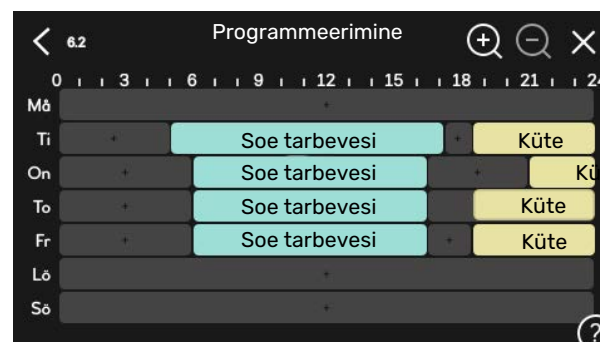 6.2 Programmeerimine
0 3 6 9 12 15 18 21 24
Må
Ti Soe tarbevesi Küte
On Soe tarbevesi Kü
To Soe tarbevesi Küte
Fr Soe tarbevesi Küte
Lö
Sö
?